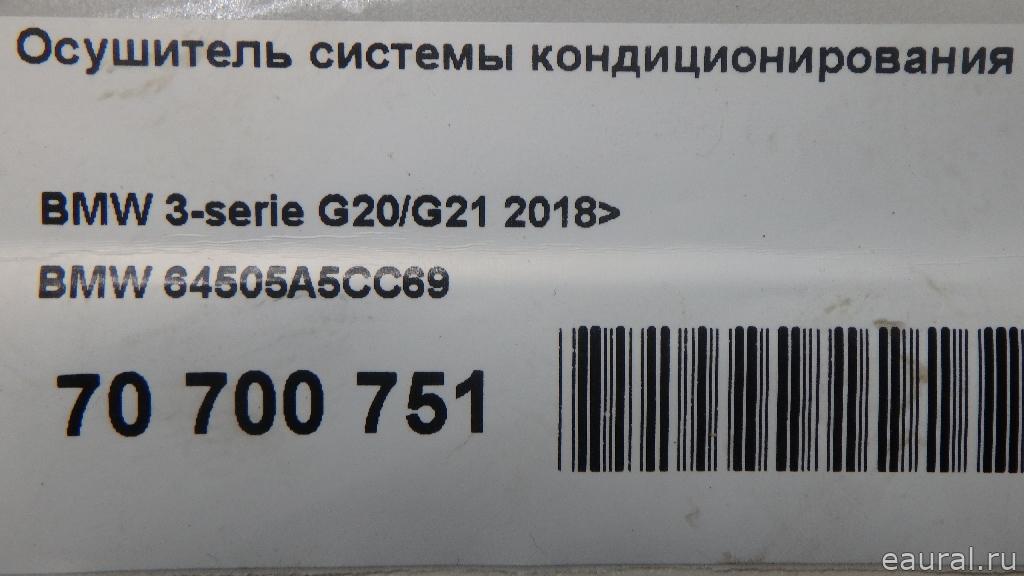 Осушитель системы кондиционирования
BMW 3-serie G20/G21 2018>
BMW 64505A5CC69
70 700 751
eaural.ru